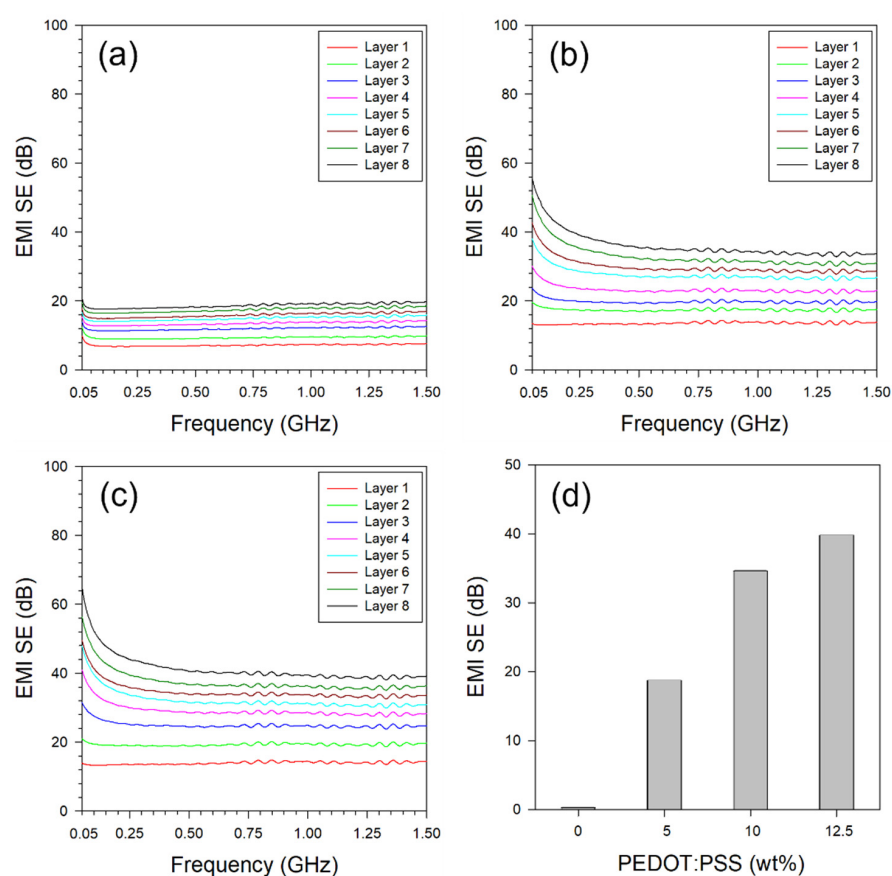 (a)
100
80
60
40
20
0
EMI SE (dB)
Layer 1
Layer 2
Layer 3
Layer 4
Layer 5
Layer 6
Layer 7
Layer 8
0.05 0.25 0.50 0.75 1.00 1.25 1.50
Frequency (GHz)
(b)
100
80
60
40
20
0
EMI SE (dB)
Layer 1
Layer 2
Layer 3
Layer 4
Layer 5
Layer 6
Layer 7
Layer 8
0.05 0.25 0.50 0.75 1.00 1.25 1.50
Frequency (GHz)
(c)
100
80
60
40
20
0
EMI SE (dB)
Layer 1
Layer 2
Layer 3
Layer 4
Layer 5
Layer 6
Layer 7
Layer 8
0.05 0.25 0.50 0.75 1.00 1.25 1.50
Frequency (GHz)
(d)
50
40
30
20
10
0
EMI SE (dB)
0 5 10 12.5
PEDOT:PSS (wt%)